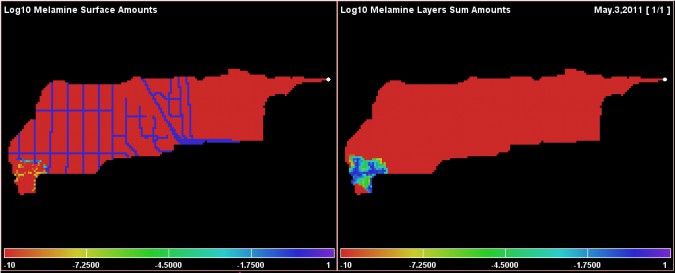 Log10 Melamine Surface Amounts
Log10 Melamine Layers Sum Amounts
May.3,2011 [ 1/1 ]
-10 -7.2500 -4.5000 -1.7500 1
-10 -7.2500 -4.5000 -1.7500 1